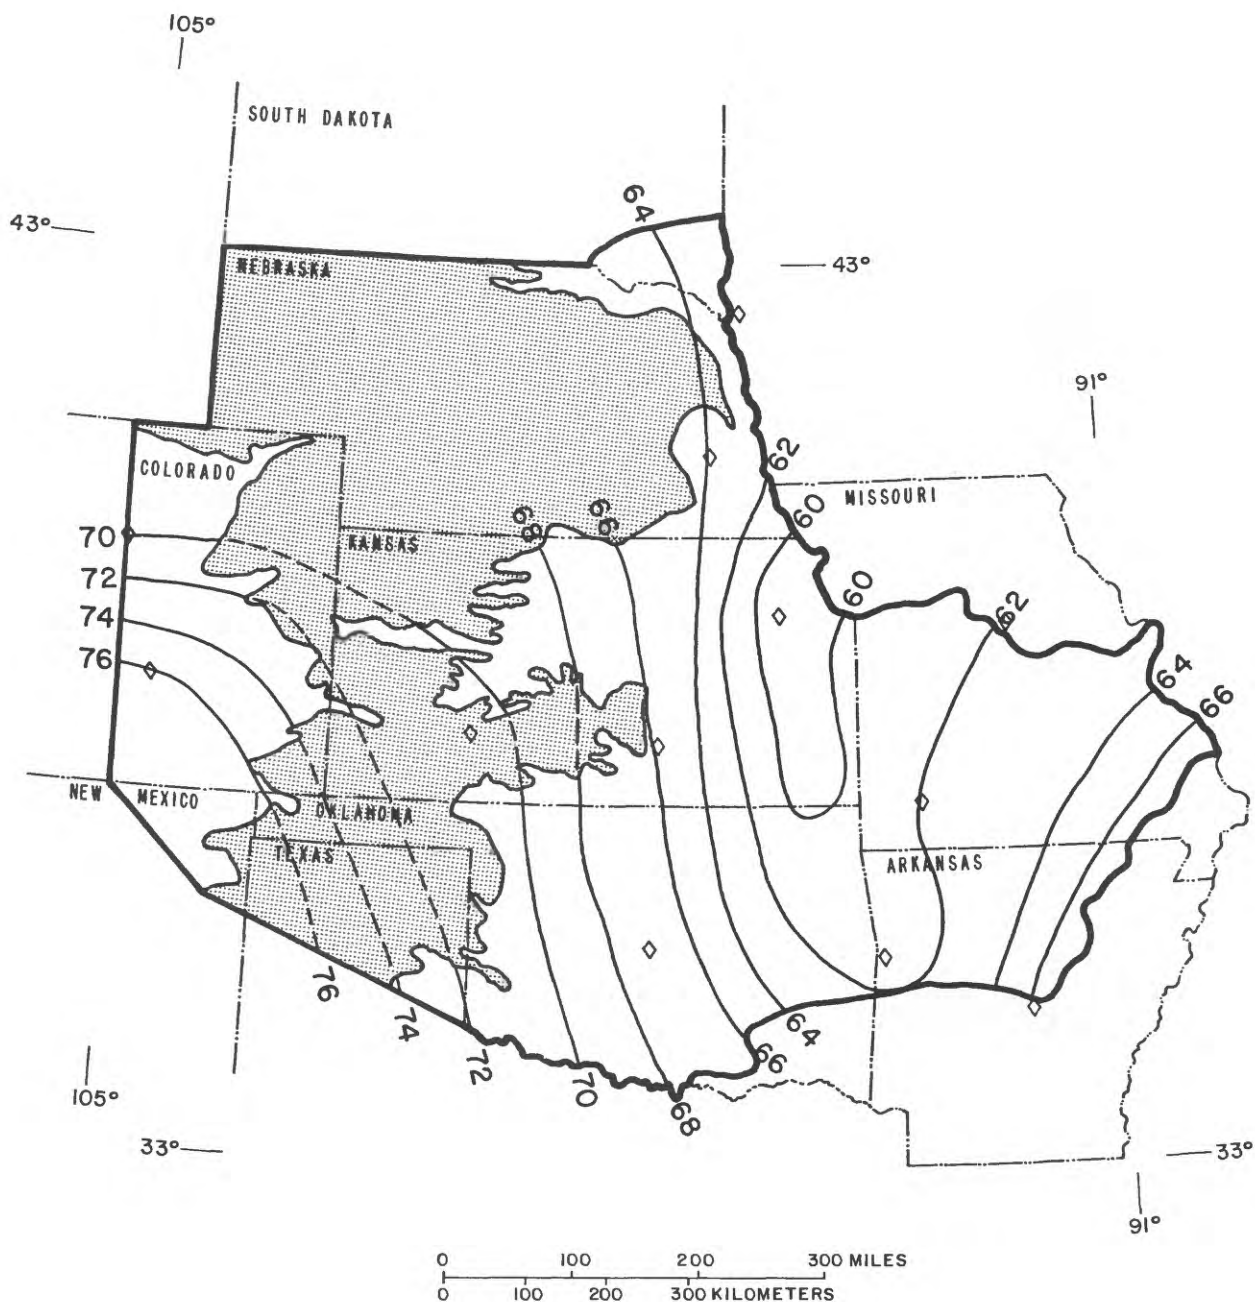 105°
SOUTH DAKOTA
43°
64
43°
NEBRASKA
91°
COLORADO
62
MISSOURI
70
KANSAS
68
66
60
72
60
62
74
76
64
66
NEW MEXICO
OKLAHOMA
TEXAS
ARKANSAS
76
74
72
70
68
66
64
105°
33°
33°
91°
0 100 200 300 MILES
0 100 200 300 KILOMETERS